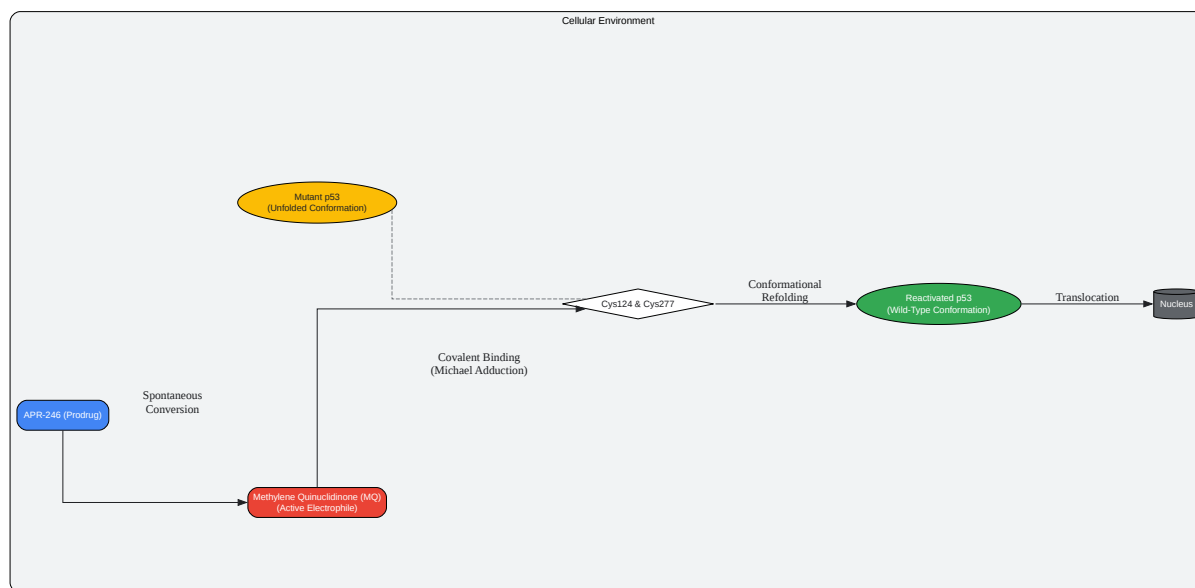 Cellular Environment
Mutant p53
(Unfolded Conformation)
Cys124 & Cys277
Conformational
Refolding
Reactivated p53
(Wild-Type Conformation)
Translocation
Nucleus
Covalent Binding
(Michael Adduction)
Spontaneous
Conversion
APR-246 (Prodrug)
Methylene Quinuclidinone (MQ)
(Active Electrophile)